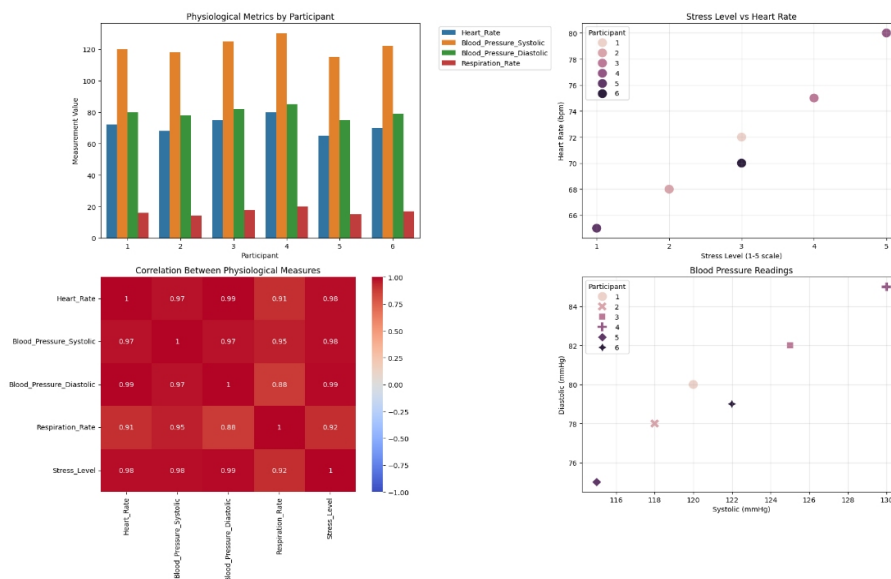 Physiological Metrics by Participant
Measurement Value
120
100
80
60
40
20
0
1 2 3 4 5 6
Participant
Heart_Rate
Blood_Pressure_Systolic
Blood_Pressure_Diastolic
Respiration_Rate
Stress Level vs Heart Rate
Participant
1
2
3
4
5
6
Heart Rate (bpm)
80
78
76
74
72
70
68
66
1 2 3 4 5
Stress Level (1-5 scale)
Correlation Between Physiological Measures
Heart_Rate 1 0.97 0.99 0.91 0.98
Blood_Pressure_Systolic 0.97 1 0.97 0.95 0.98
Blood_Pressure_Diastolic 0.99 0.97 1 0.88 0.99
Respiration_Rate 0.91 0.95 0.88 1 0.92
Stress_Level 0.98 0.98 0.99 0.92 1
Heart_Rate
Blood_Pressure_Systolic
Blood_Pressure_Diastolic
Respiration_Rate
Stress_Level
1.00
0.75
0.50
0.25
0.00
−0.25
−0.50
−0.75
−1.00
Blood Pressure Readings
Participant
1
2
3
4
5
6
Diastolic (mmHg)
84
82
80
78
76
116 118 120 122 124 126 128 130
Systolic (mmHg)